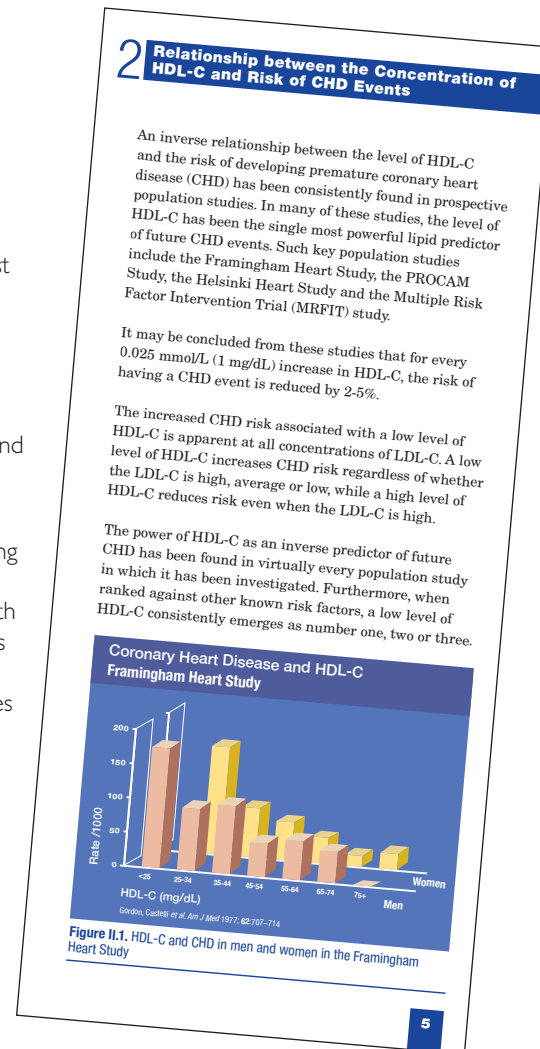 st
nd
ng
th
s
es
2
Relationship between the Concentration of
HDL-C and Risk of CHD Events
An inverse relationship between the level of HDL-C
and the risk of developing premature coronary heart
disease (CHD) has been consistently found in prospective
population studies. In many of these studies, the level of
HDL-C has been the single most powerful lipid predictor
of future CHD events. Such key population studies
include the Framingham Heart Study, the PROCAM
Study, the Helsinki Heart Study and the Multiple Risk
Factor Intervention Trial (MRFIT) study.
It may be concluded from these studies that for every
0.025 mmol/L (1 mg/dL) increase in HDL-C, the risk of
having a CHD event is reduced by 2-5%.
The increased CHD risk associated with a low level of
HDL-C is apparent at all concentrations of LDL-C. A low
level of HDL-C increases CHD risk regardless of whether
the LDL-C is high, average or low, while a high level of
HDL-C reduces risk even when the LDL-C is high.
The power of HDL-C as an inverse predictor of future
CHD has been found in virtually every population study
in which it has been investigated. Furthermore, when
ranked against other known risk factors, a low level of
HDL-C consistently emerges as number one, two or three.
Coronary Heart Disease and HDL-C
Framingham Heart Study
200
150
100
50
0
Rate /1000
<25 25-34 35-44 45-54 55-64 65-74 75+
Women
Men
HDL-C (mg/dL)
Gordon, Castelli et al. Am J Med 1977; 62:707–714
Figure II.1. HDL-C and CHD in men and women in the Framingham
Heart Study
5